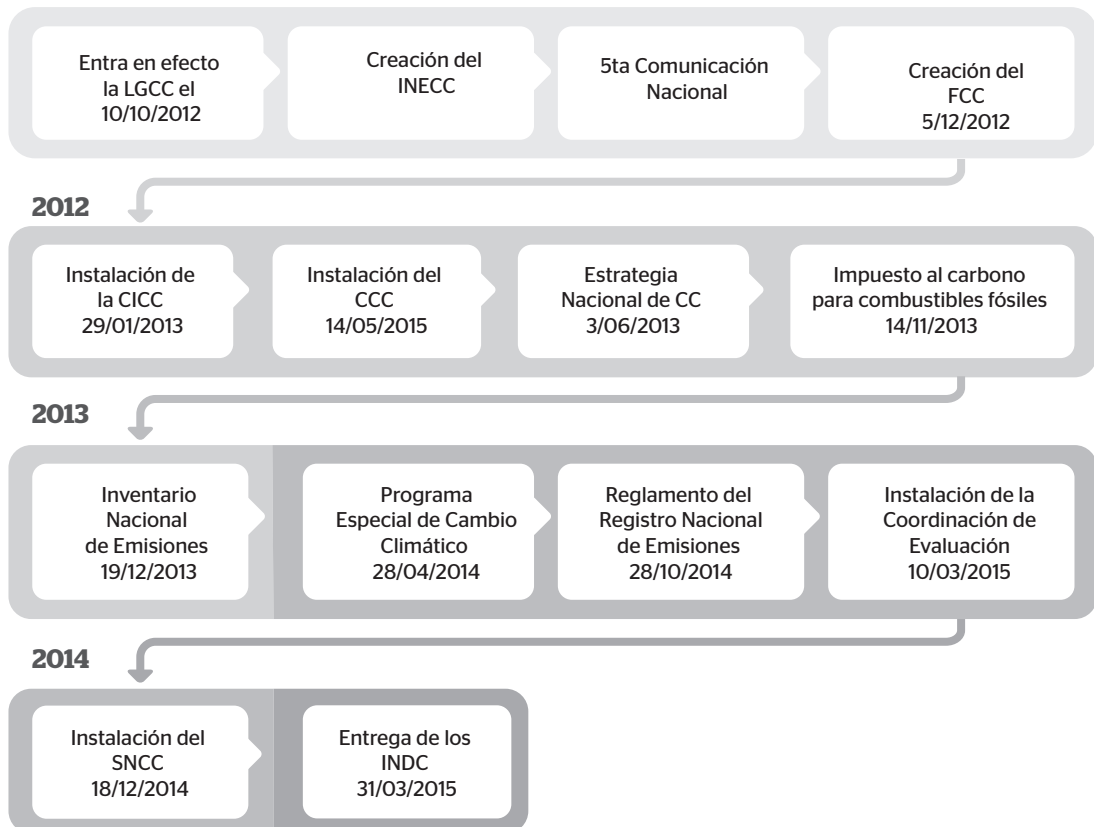 Entra en efecto
la LGCC el
10/10/2012
Creación del
INECC
5ta Comunicación
Nacional
Creación del
FCC
5/12/2012
2012
Instalación de
la CICC
29/01/2013
Instalación del
CCC
14/05/2015
Estrategia
Nacional de CC
3/06/2013
Impuesto al carbono
para combustibles fósiles
14/11/2013
2013
Inventario
Nacional
de Emisiones
19/12/2013
Programa
Especial de Cambio
Climático
28/04/2014
Reglamento del
Registro Nacional
de Emisiones
28/10/2014
Instalación de la
Coordinación de
Evaluación
10/03/2015
2014
Instalación del
SNCC
18/12/2014
Entrega de los
INDC
31/03/2015